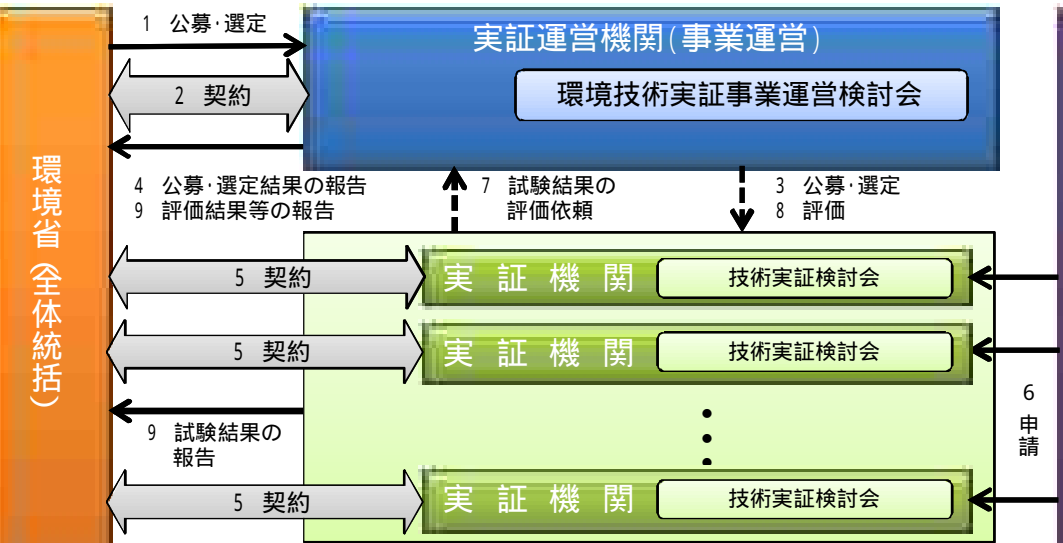 1 公募・選定
実証運営機関(事業運営)
2 契約
環境技術実証事業運営検討会
環境省(全体統括)
4 公募・選定結果の報告
9 評価結果等の報告
7 試験結果の
評価依頼
3 公募・選定
8 評価
5 契約
実証機関
技術実証検討会
5 契約
実証機関
技術実証検討会
9 試験結果の
報告
6
申請
5 契約
実証機関
技術実証検討会